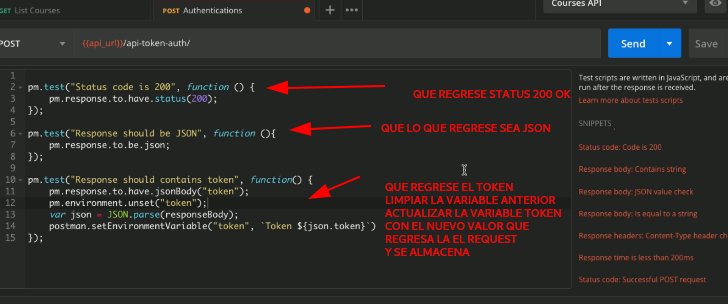 GET List Courses
POST Authentications
+
•••
Courses API
POST
{{api_url}}/api-token-auth/
Send
Save
1
2 pm.test("Status code is 200", function () {
3 pm.response.to.have.status(200);
4 });
5
6 pm.test("Response should be JSON", function (){
7 pm.response.to.be.json;
8 });
9
10 pm.test("Response should contains token", function() {
11 pm.response.to.have.jsonBody("token");
12 pm.environment.unset("token");
13 var json = JSON.parse(responseBody);
14 postman.setEnvironmentVariable("token", `Token ${json.token}`)
15 });
QUE REGRESE STATUS 200 OK
QUE LO QUE REGRESE SEA JSON
QUE REGRESE EL TOKEN
LIMPIAR LA VARIABLE ANTERIOR
ACTUALIZAR LA VARIABLE TOKEN
CON EL NUEVO VALOR QUE
REGRESA LA EL REQUEST
Y SE ALMACENA
Test scripts are written in JavaScript, and are
run after the response is received.
Learn more about tests scripts
SNIPPETS
Status code: Code is 200
Response body: Contains string
Response body: JSON value check
Response body: Is equal to a string
Response headers: Content-Type header ch
Response time is less than 200ms
Status code: Successful POST request